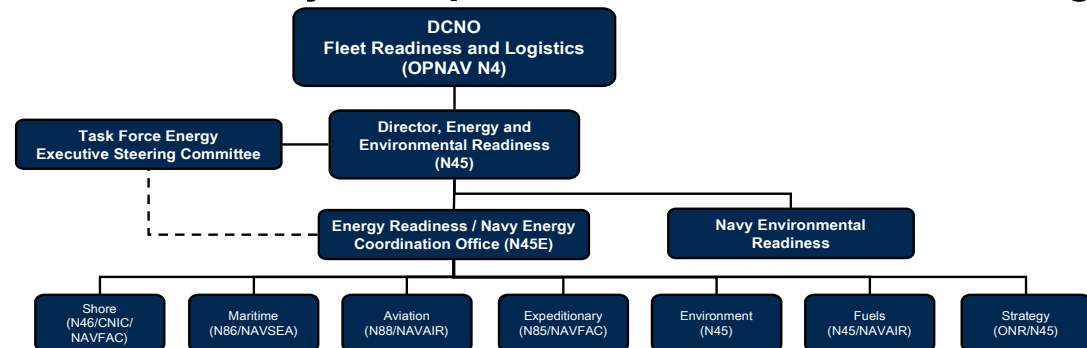 DCNO
Fleet Readiness and Logistics
(OPNAV N4)
Task Force Energy
Executive Steering Committee
Director, Energy and
Environmental Readiness
(N45)
Energy Readiness / Navy Energy
Coordination Office (N45E)
Navy Environmental
Readiness
Shore
(N46/CNIC/
NAVFAC)
Maritime
(N86/NAVSEA)
Aviation
(N88/NAVAIR)
Expeditionary
(N85/NAVFAC)
Environment
(N45)
Fuels
(N45/NAVAIR)
Strategy
(ONR/N45)